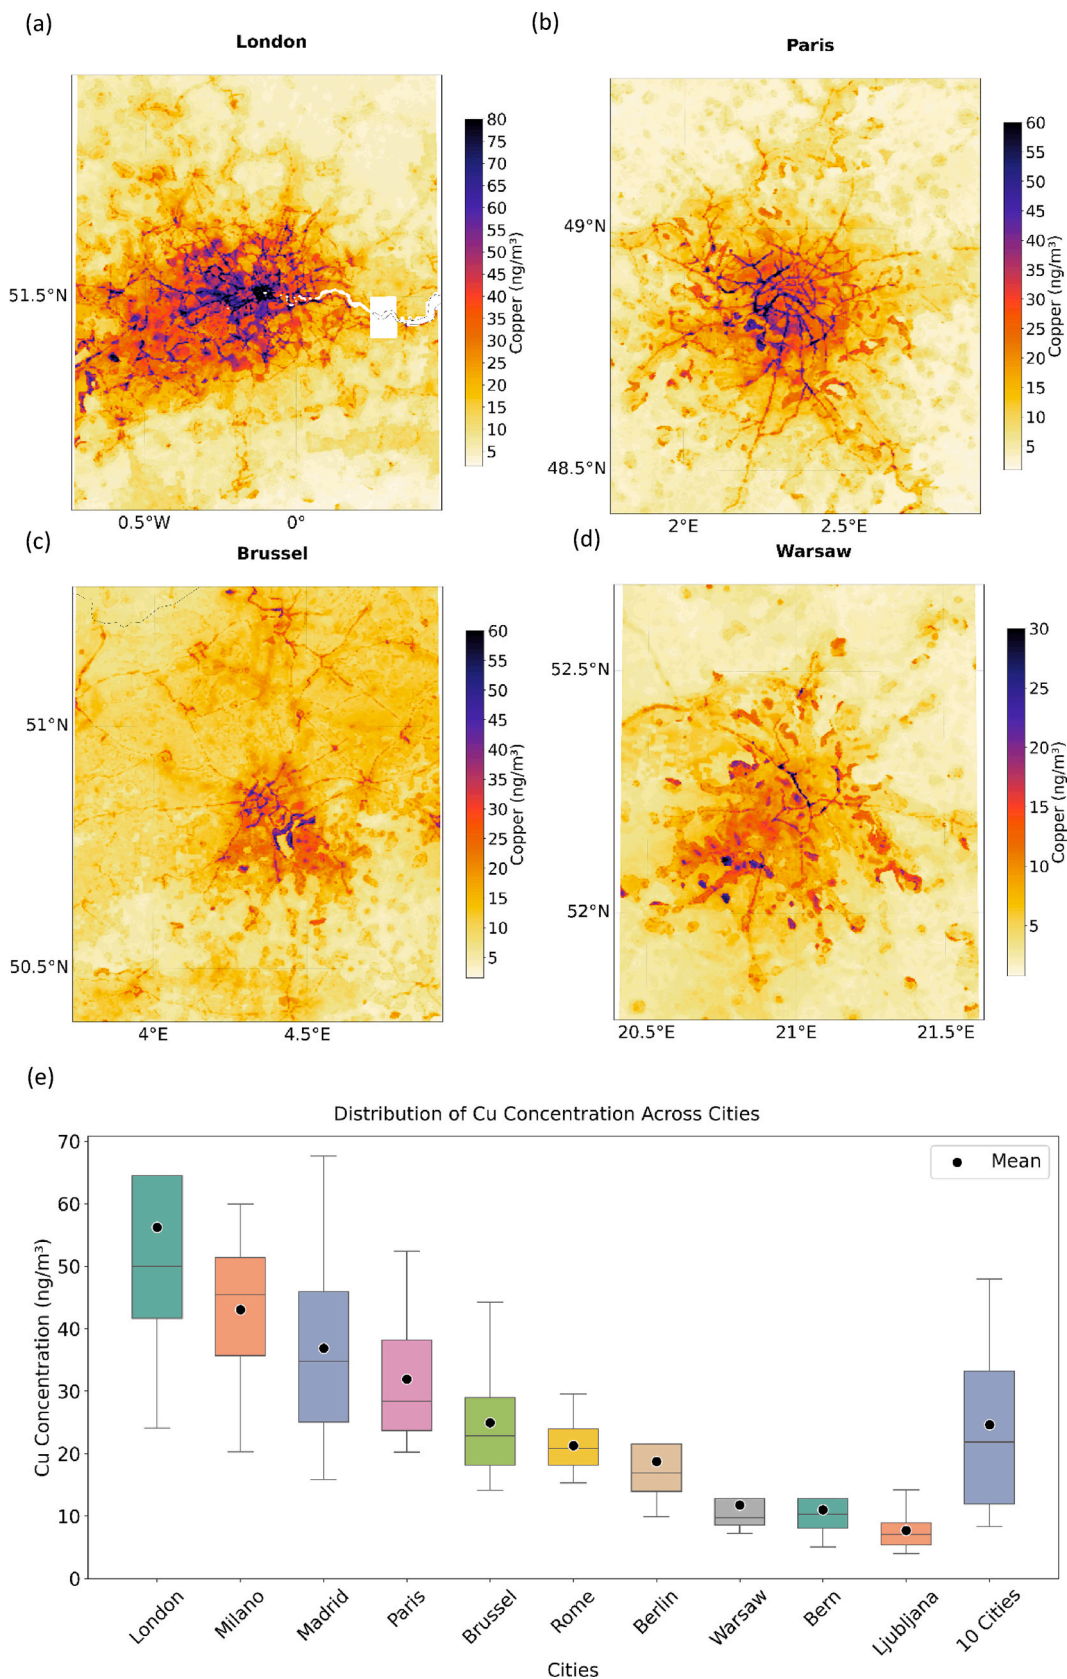 (a)
London
80
75
70
65
60
55
50
45
40
35
30
25
20
15
10
5
Copper (ng/m³)
51.5°N
0.5°W
0°
(b)
Paris
60
55
50
45
40
35
30
25
20
15
10
5
Copper (ng/m³)
49°N
48.5°N
2°E
2.5°E
(c)
Brussel
60
55
50
45
40
35
30
25
20
15
10
5
Copper (ng/m³)
51°N
50.5°N
4°E
4.5°E
(d)
Warsaw
30
25
20
15
10
5
Copper (ng/m³)
52.5°N
52°N
20.5°E
21°E
21.5°E
(e)
Distribution of Cu Concentration Across Cities
Mean
Cu Concentration (ng/m³)
70
60
50
40
30
20
10
0
London
Milano
Madrid
Paris
Brussel
Rome
Berlin
Warsaw
Bern
Ljubljana
10 Cities
Cities